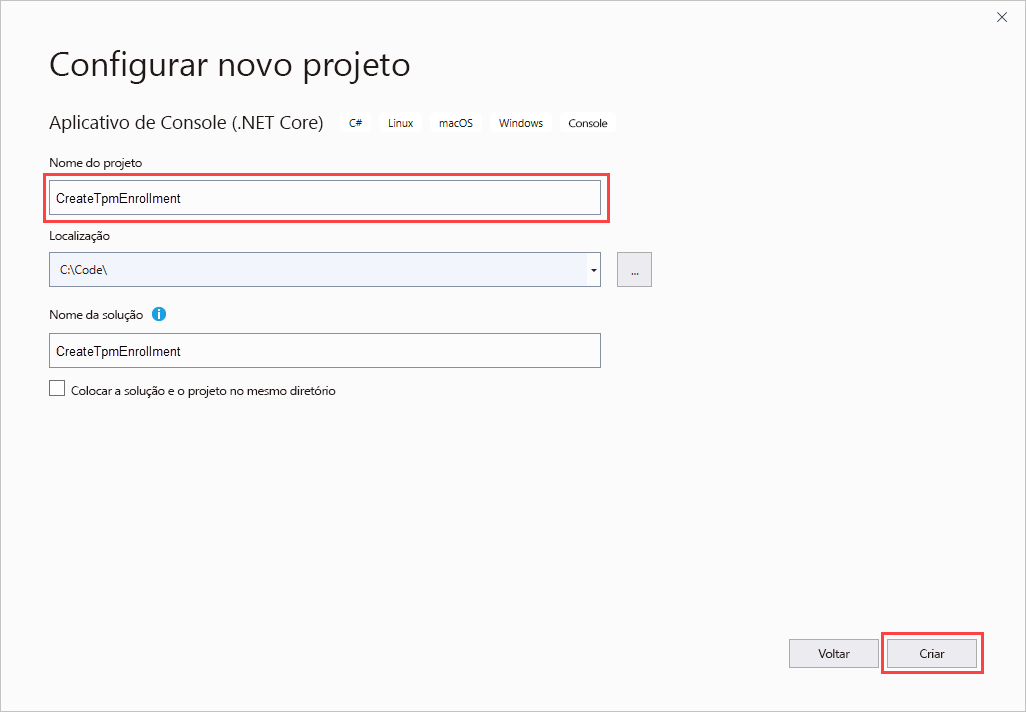 Configurar novo projeto
Aplicativo de Console (.NET Core) C# Linux macOS Windows Console
Nome do projeto
CreateTpmEnrollment
Localização
C:\Code\
...
Nome da solução
CreateTpmEnrollment
Colocar a solução e o projeto no mesmo diretório
Voltar Criar